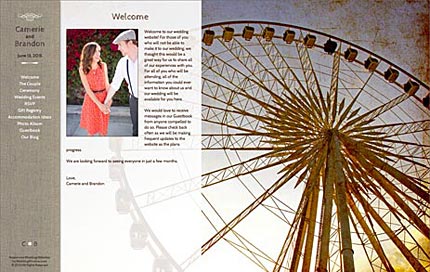 Camerie
and
Brandon
June 18, 2015
Welcome
The Couple
Ceremony
Wedding Events
RSVP
Gift Registry
Accommodation Ideas
Photo Album
Guestbook
Our Blog
C B
Welcome
Welcome to our wedding
website! For those of you
who will not be able to
make it to our wedding, we
thought this would be a
great way for us to share all
of our experiences with you.
For all of you who will be
attending, all of the
information you could ever
want to know about us and
our wedding will be
available for you here.
We would love to receive
messages in our Guestbook
from anyone compelled to
do so. Please check back
often as we will be making
frequent updates to the
website as the plans
progress.
We are looking forward to seeing everyone in just a few months.
Love,
Camerie and Brandon